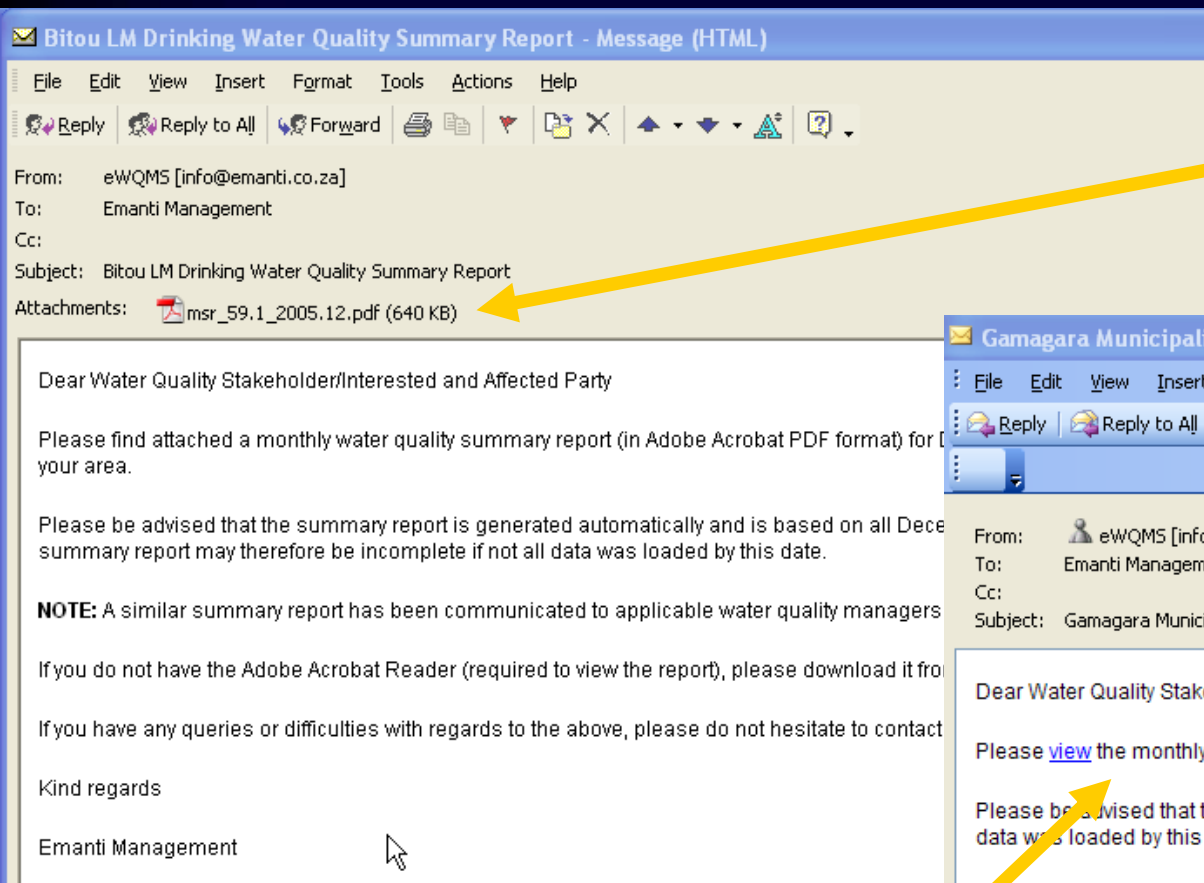 Bitou LM Drinking Water Quality Summary Report - Message (HTML)
File Edit View Insert Format Tools Actions Help
Reply Reply to All Forward
From: eWQMS [info@emanti.co.za]
To: Emanti Management
Cc:
Subject: Bitou LM Drinking Water Quality Summary Report
Attachments: msr_59.1_2005.12.pdf (640 KB)
Dear Water Quality Stakeholder/Interested and Affected Party
Please find attached a monthly water quality summary report (in Adobe Acrobat PDF format) for
your area.
Please be advised that the summary report is generated automatically and is based on all Dece
summary report may therefore be incomplete if not all data was loaded by this date.
NOTE: A similar summary report has been communicated to applicable water quality managers
If you do not have the Adobe Acrobat Reader (required to view the report), please download it fro
If you have any queries or difficulties with regards to the above, please do not hesitate to contact
Kind regards
Emanti Management
Gamagara Municipali
File Edit View Insert
Reply Reply to All
From: eWQMS [info
To: Emanti Managem
Cc:
Subject: Gamagara Munici
Dear Water Quality Stak
Please view the monthly
Please be advised that t
data was loaded by this